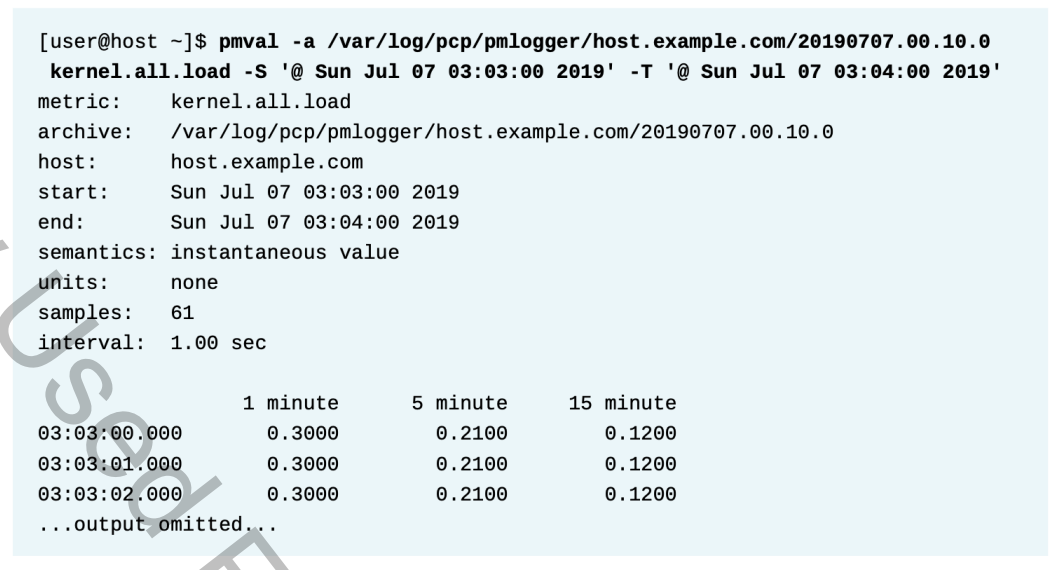 [user@host ~]$ pmval -a /var/log/pcp/pmlogger/host.example.com/20190707.00.10.0
 kernel.all.load -S '@ Sun Jul 07 03:03:00 2019' -T '@ Sun Jul 07 03:04:00 2019'
metric:    kernel.all.load
archive:   /var/log/pcp/pmlogger/host.example.com/20190707.00.10.0
host:      host.example.com
start:     Sun Jul 07 03:03:00 2019
end:       Sun Jul 07 03:04:00 2019
semantics: instantaneous value
units:     none
samples:   61
interval:  1.00 sec
                 1 minute      5 minute     15 minute
03:03:00.000       0.3000        0.2100        0.1200
03:03:01.000       0.3000        0.2100        0.1200
03:03:02.000       0.3000        0.2100        0.1200
...output omitted...
Used